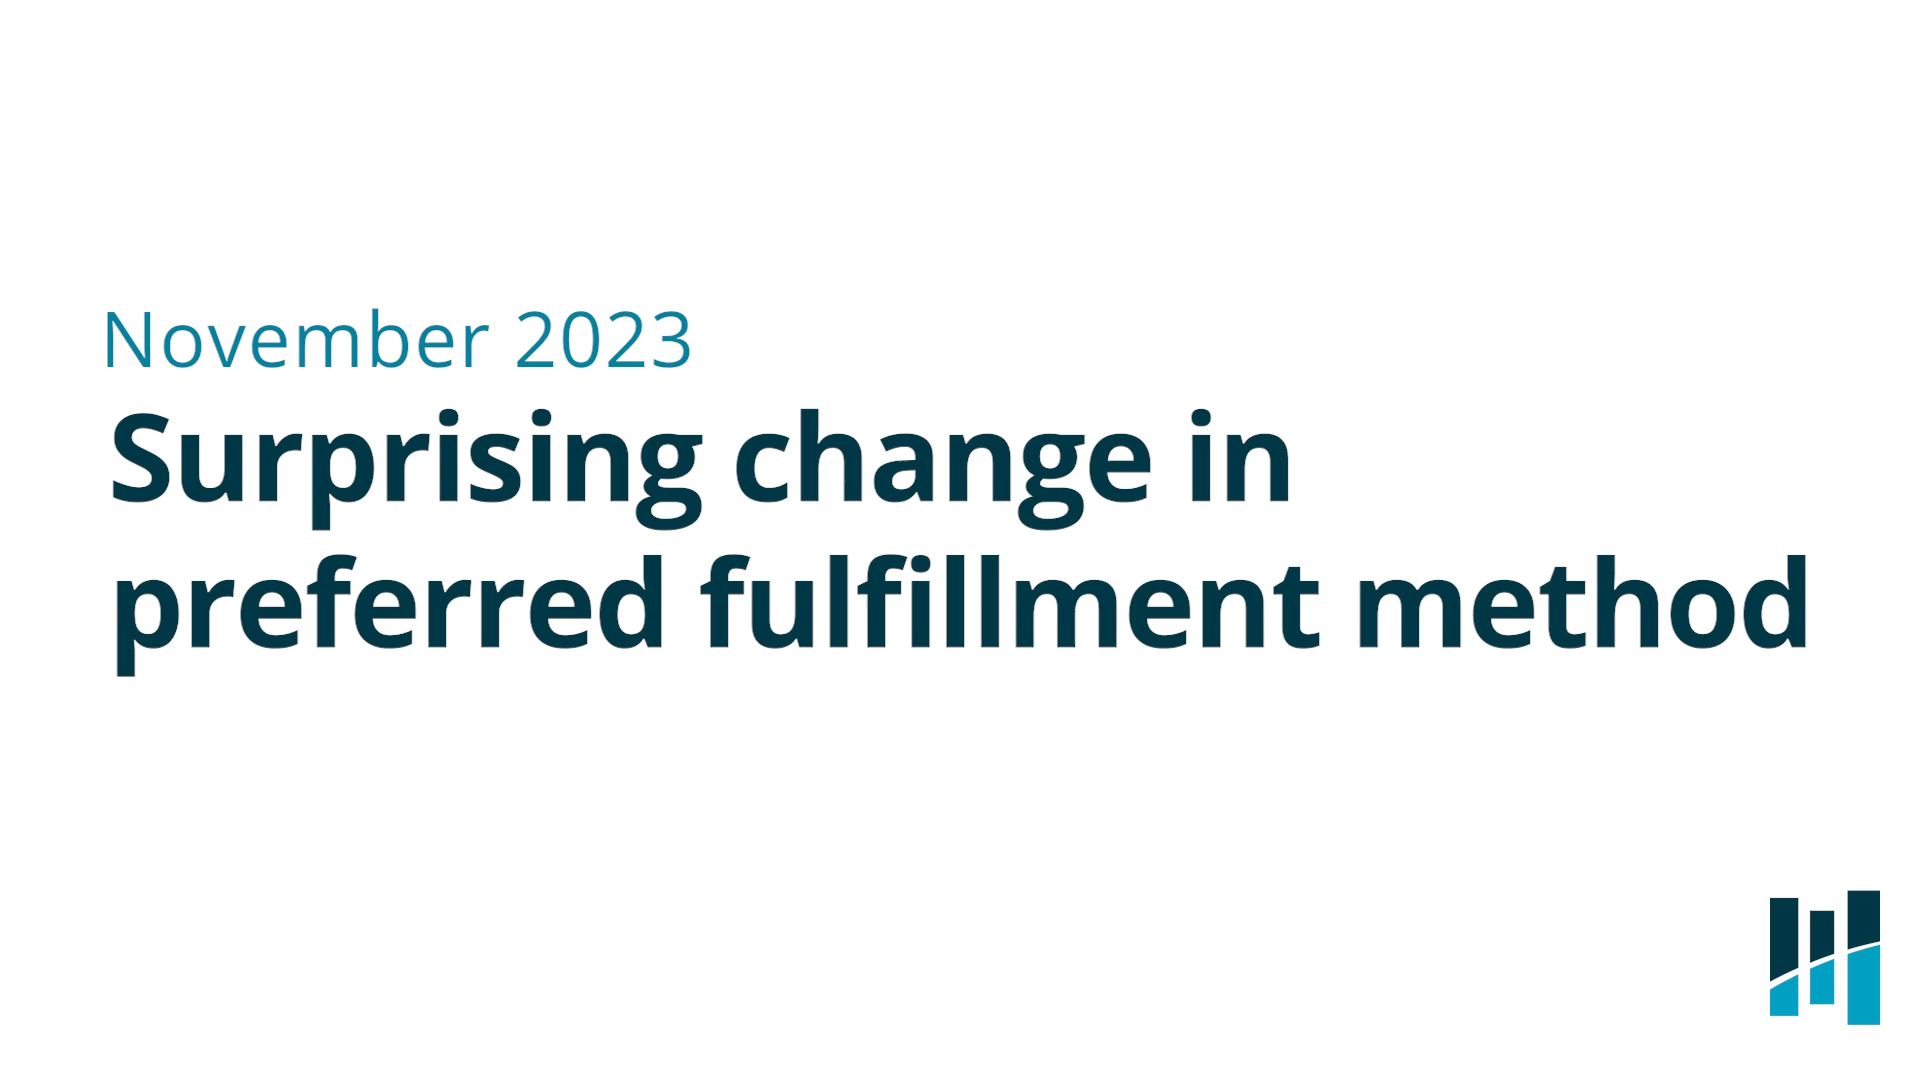 November 2023
Surprising change in
preferred fulfillment method